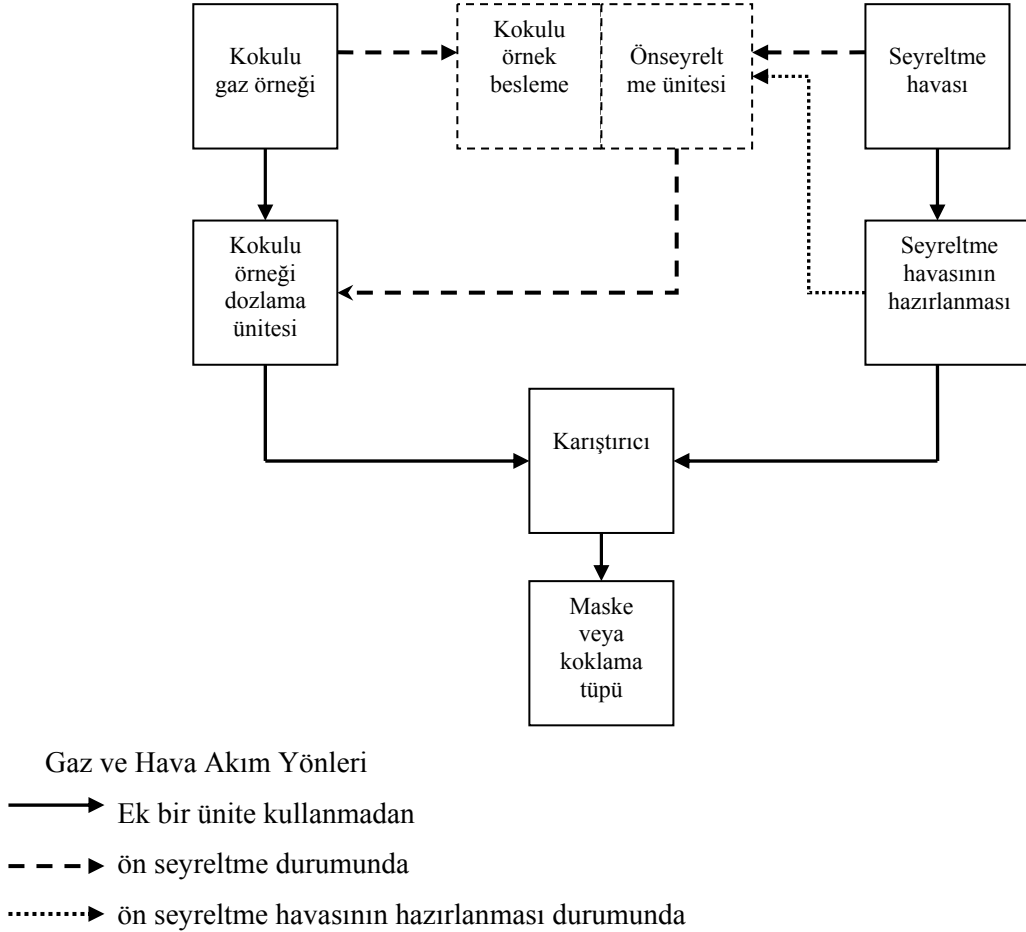 Kokulu
gaz örneği
Kokulu
örnek
besleme
Önseyrelt
me ünitesi
Seyreltme
havası
Kokulu
örneği
dozlama
ünitesi
Seyreltme
havasının
hazırlanması
Karıştırıcı
Maske
veya
koklama
tüpü
Gaz ve Hava Akım Yönleri
Ek bir ünite kullanmadan
ön seyreltme durumunda
ön seyreltme havasının hazırlanması durumunda